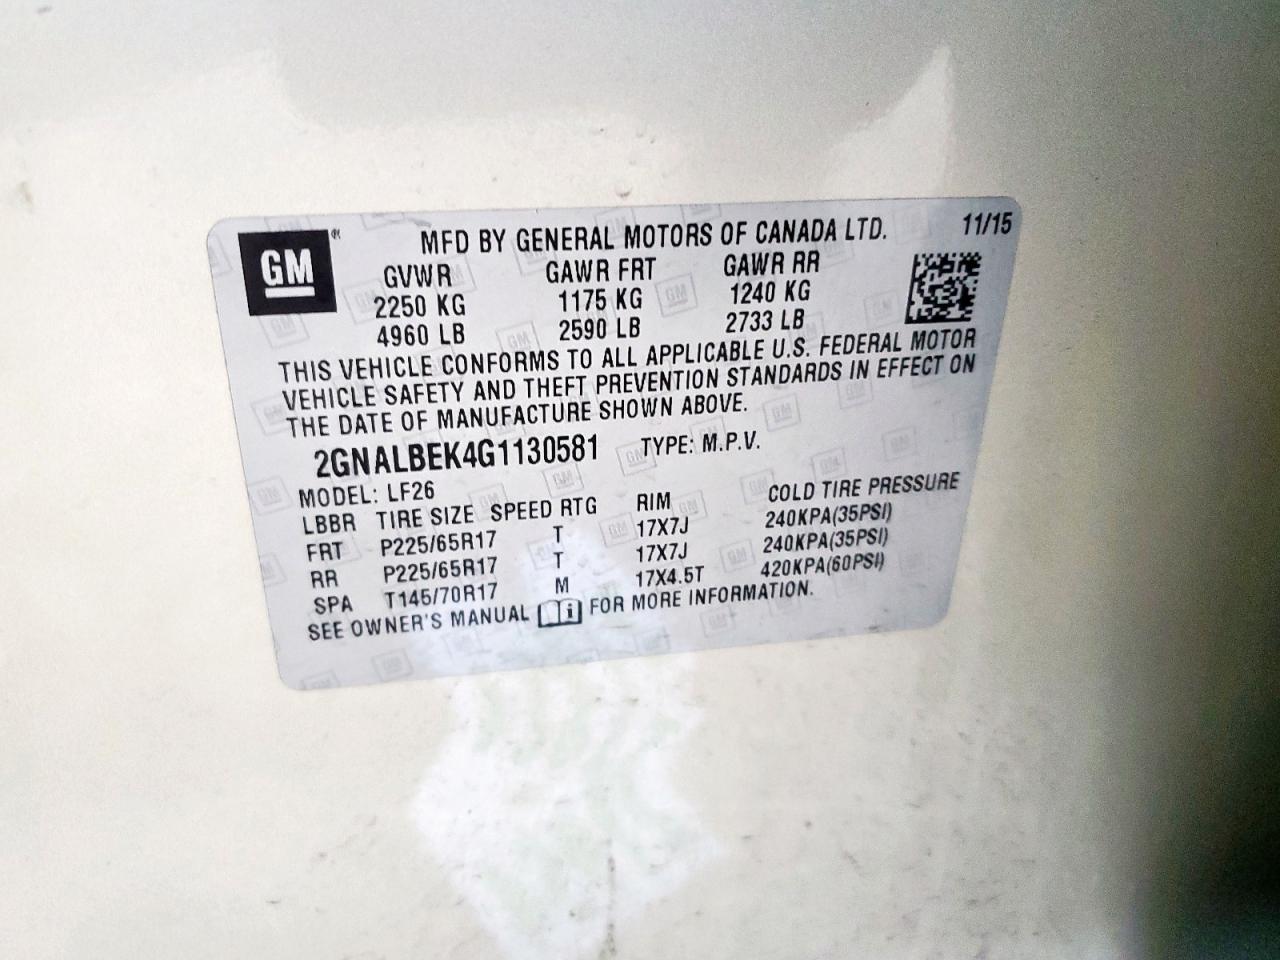 GM
MFD BY GENERAL MOTORS OF CANADA LTD. 11/15
GVWR GAWR FRT GAWR RR
2250 KG 1175 KG 1240 KG
4960 LB 2590 LB 2733 LB
THIS VEHICLE CONFORMS TO ALL APPLICABLE U.S. FEDERAL MOTOR
VEHICLE SAFETY AND THEFT PREVENTION STANDARDS IN EFFECT ON
THE DATE OF MANUFACTURE SHOWN ABOVE.
2GNALBEK4G1130581 TYPE: M.P.V.
MODEL: LF26
LBBR TIRE SIZE SPEED RTG RIM COLD TIRE PRESSURE
FRT P225/65R17 T 17X7J 240KPA(35PSI)
RR P225/65R17 T 17X7J 240KPA(35PSI)
SPA T145/70R17 M 17X4.5T 420KPA(60PSI)
SEE OWNER'S MANUAL i FOR MORE INFORMATION.